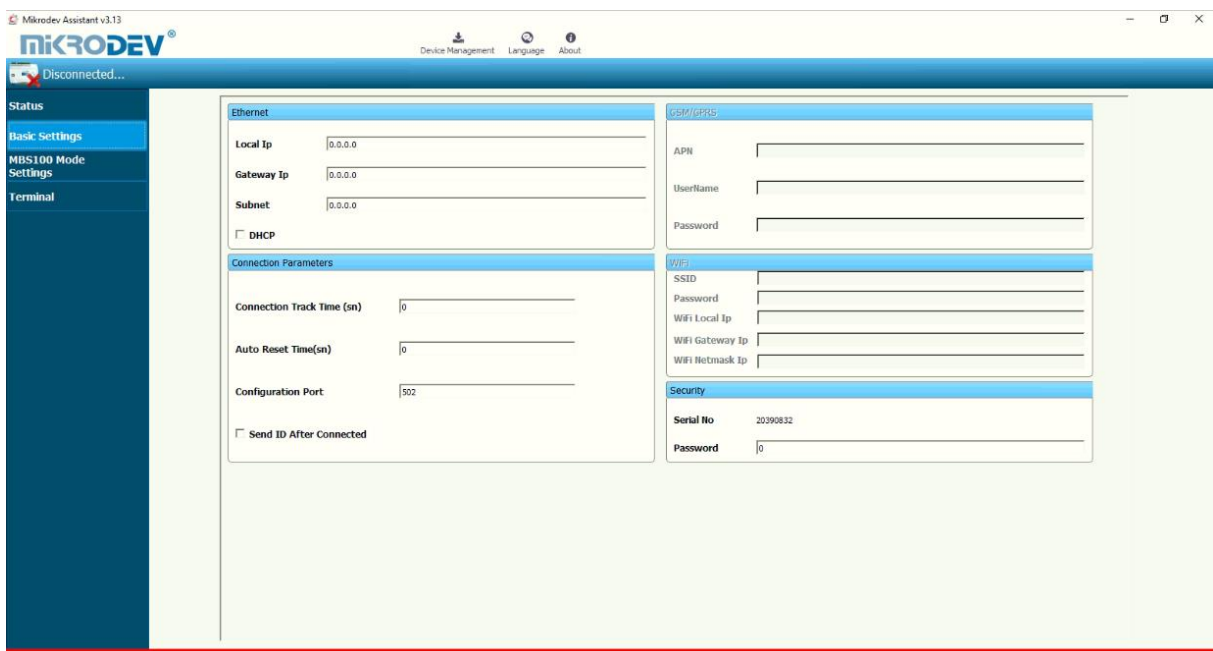 Mikrodev Assistant v3.13
MIKRODEV®
Device Management Language About
Disconnected...
Status
Basic Settings
MBS100 Mode
Settings
Terminal
Ethernet
Local Ip 0.0.0.0
Gateway Ip 0.0.0.0
Subnet 0.0.0.0
DHCP
Connection Parameters
Connection Track Time (sn) 0
Auto Reset Time(sn) 0
Configuration Port 502
Send ID After Connected
GSM/GPRS
APN
UserName
Password
WiFi
SSID
Password
WiFi Local Ip
WiFi Gateway Ip
WiFi Netmask Ip
Security
Serial No 20390832
Password 0